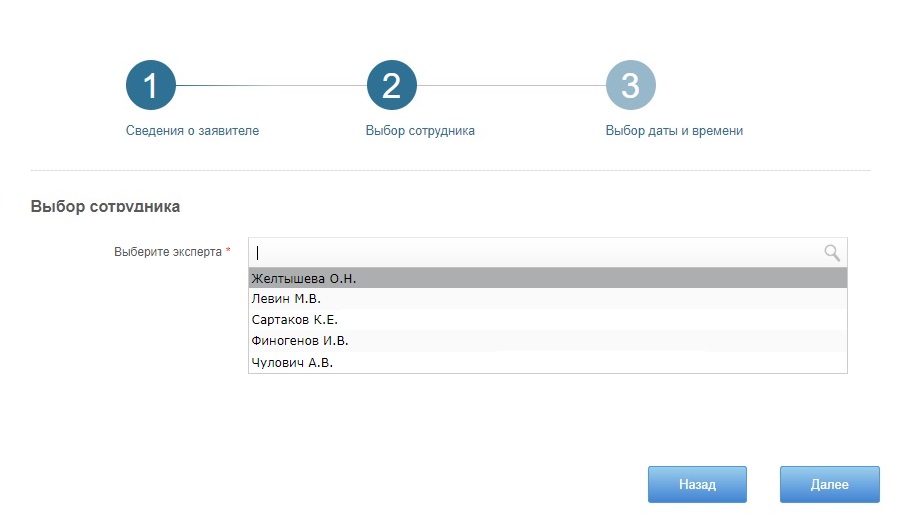 1 2 3
Сведения о заявителе Выбор сотрудника Выбор даты и времени
Выбор сотрудника
Выберите эксперта *
Желтышева О.Н.
Левин М.В.
Сартаков К.Е.
Финогенов И.В.
Чулович А.В.
Назад Далее